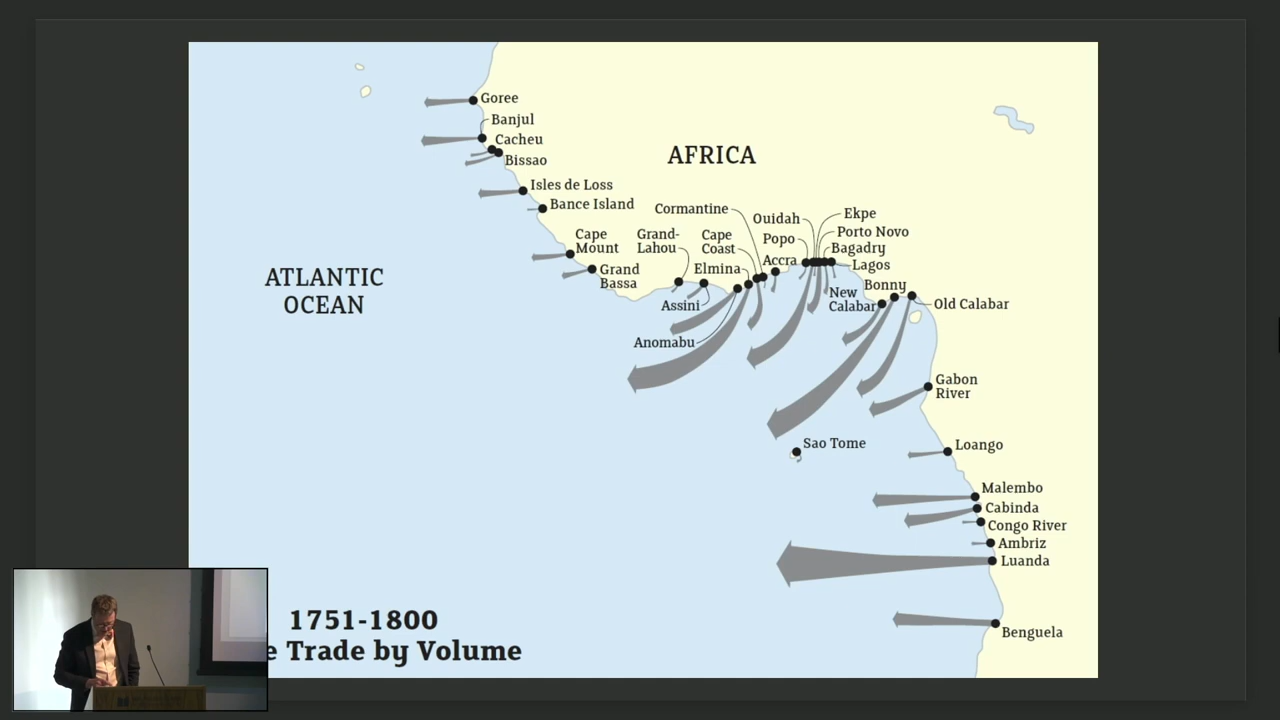 Goree
Banjul
Cacheu
Bissao
AFRICA
Isles de Loss
Bance Island
Cormantine
Ouidah
Ekpe
Cape
Mount
Grand-
Lahou
Cape
Coast
Popo
Porto Novo
Bagadry
Accra
Lagos
Grand
Bassa
Elmina
ATLANTIC
OCEAN
Assini
New
Calabar
Bonny
Old Calabar
Anomabu
Gabon
River
Sao Tome
Loango
Malembo
Cabinda
Congo River
Ambriz
Luanda
Benguela
1751-1800
e Trade by Volume